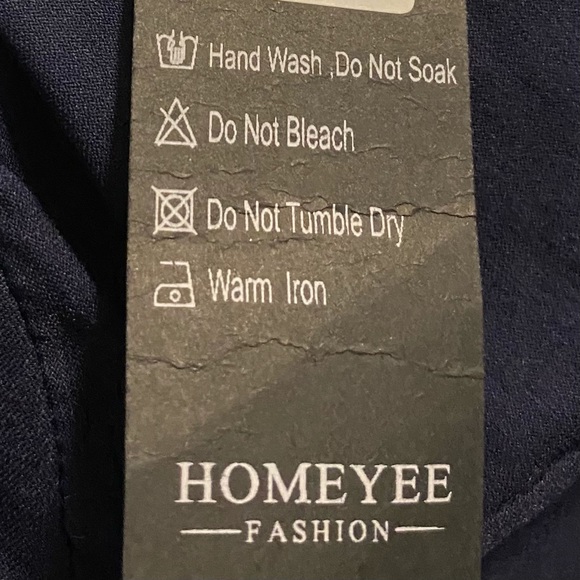 Hand Wash ,Do Not Soak
Do Not Bleach
Do Not Tumble Dry
Warm Iron
HOMEYEE
FASHION